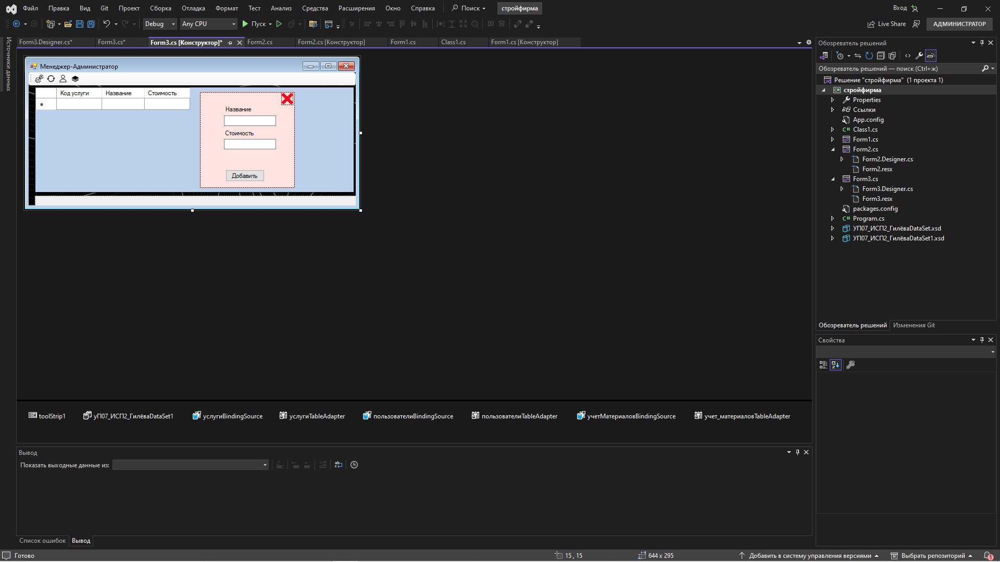 Файл Правка Вид Git Проект Сборка Отладка Формат Тест Анализ Средства Расширения Окно Справка Поиск стройфирма Вход
Debug Any CPU Пуск Live Share АДМИНИСТРАТОР
Источники данных
Form3.Designer.cs* Form3.cs* Form3.cs [Конструктор]* Form2.cs Form2.cs [Конструктор] Form1.cs Class1.cs Form1.cs [Конструктор]
Менеджер-Администратор
Код услуги Название Стоимость
Название
Стоимость
Добавить
toolStrip1 уП07_ИСП2_ГилёваDataSet1 услугиBindingSource услугиTableAdapter пользователиBindingSource пользователиTableAdapter учетМатериаловBindingSource учет_материаловTableAdapter
Вывод
Показать выходные данные из:
Список ошибок Вывод
Обозреватель решений
Обозреватель решений — поиск (Ctrl+ж)
Решение "стройфирма" (1 проекта 1)
стройфирма
Properties
Ссылки
App.config
C# Class1.cs
Form1.cs
Form2.cs
Form2.Designer.cs
Form2.resx
Form3.cs
Form3.Designer.cs
Form3.resx
packages.config
C# Program.cs
УП07_ИСП2_ГилёваDataSet.xsd
УП07_ИСП2_ГилёваDataSet1.xsd
Обозреватель решений Изменения Git
Свойства
Готово 15 , 15 644 x 295 Добавить в систему управления версиями Выбрать репозиторий 1